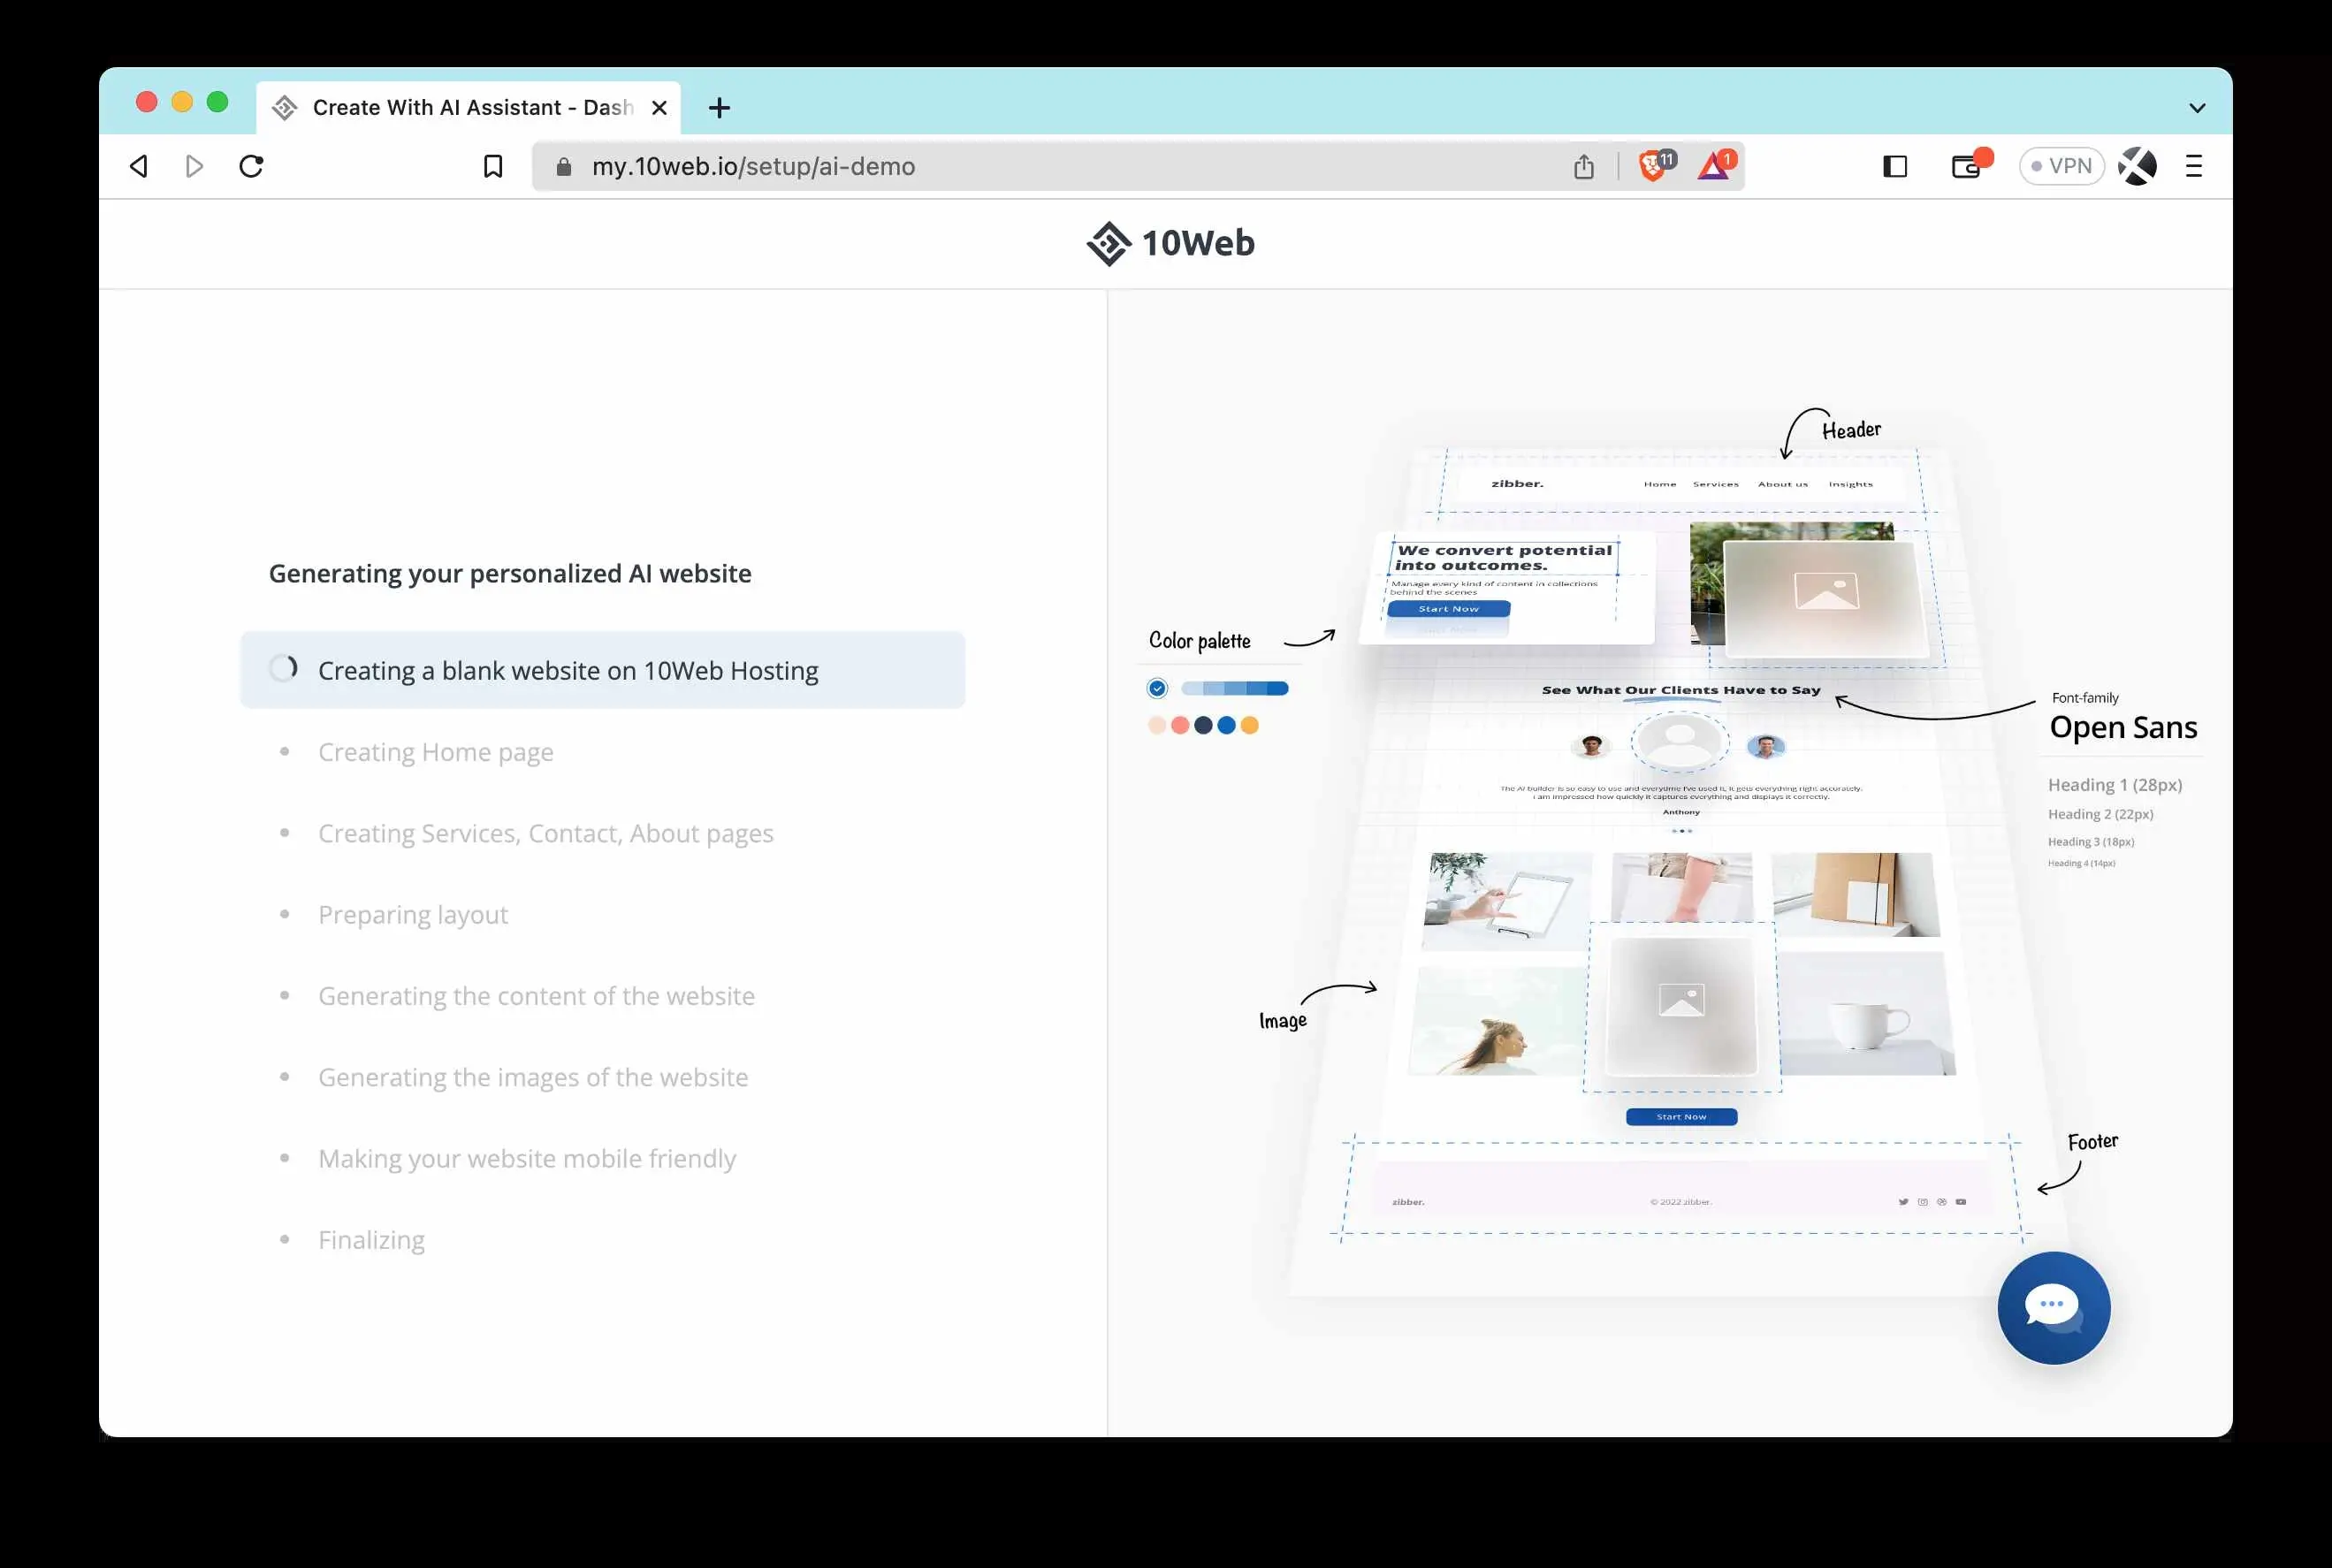 Create With AI Assistant - Dash
my.10web.io/setup/ai-demo
11
1
VPN
10Web
Generating your personalized AI website
Creating a blank website on 10Web Hosting
Creating Home page
Creating Services, Contact, About pages
Preparing layout
Generating the content of the website
Generating the images of the website
Making your website mobile friendly
Finalizing
Header
zibber.
Home Services About us Insights
We convert potential
into outcomes.
Manage every kind of content in collections
behind the scenes
Start Now
Color palette
See What Our Clients Have to Say
Font-family
Open Sans
Heading 1 (28px)
Heading 2 (22px)
Heading 3 (18px)
Heading 4 (14px)
The AI builder is so easy to use and everytime I've used it, it gets everything right accurately.
I am impressed how quickly it captures everything and displays it correctly.
Anthony
Image
Start Now
Footer
zibber.
© 2022 zibber.